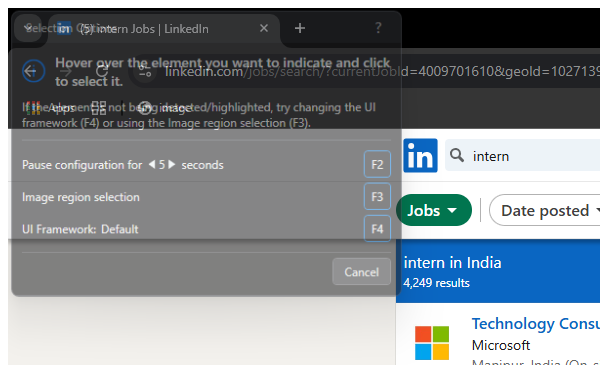 Selection Options
(5) intern Jobs | LinkedIn
?
Hover over the element you want to indicate and click
to select it.
linkedin.com/jobs/search/?currentJobId=4009701610&geoId=1027139
Apps
image
If the element is not being detected/highlighted, try changing the UI
framework (F4) or using the Image region selection (F3).
Pause configuration for 5 seconds
F2
Image region selection
F3
UI Framework: Default
F4
Cancel
in
intern
Jobs
Date posted
intern in India
4,249 results
Technology Consu
Microsoft
Manipur, India (On-s